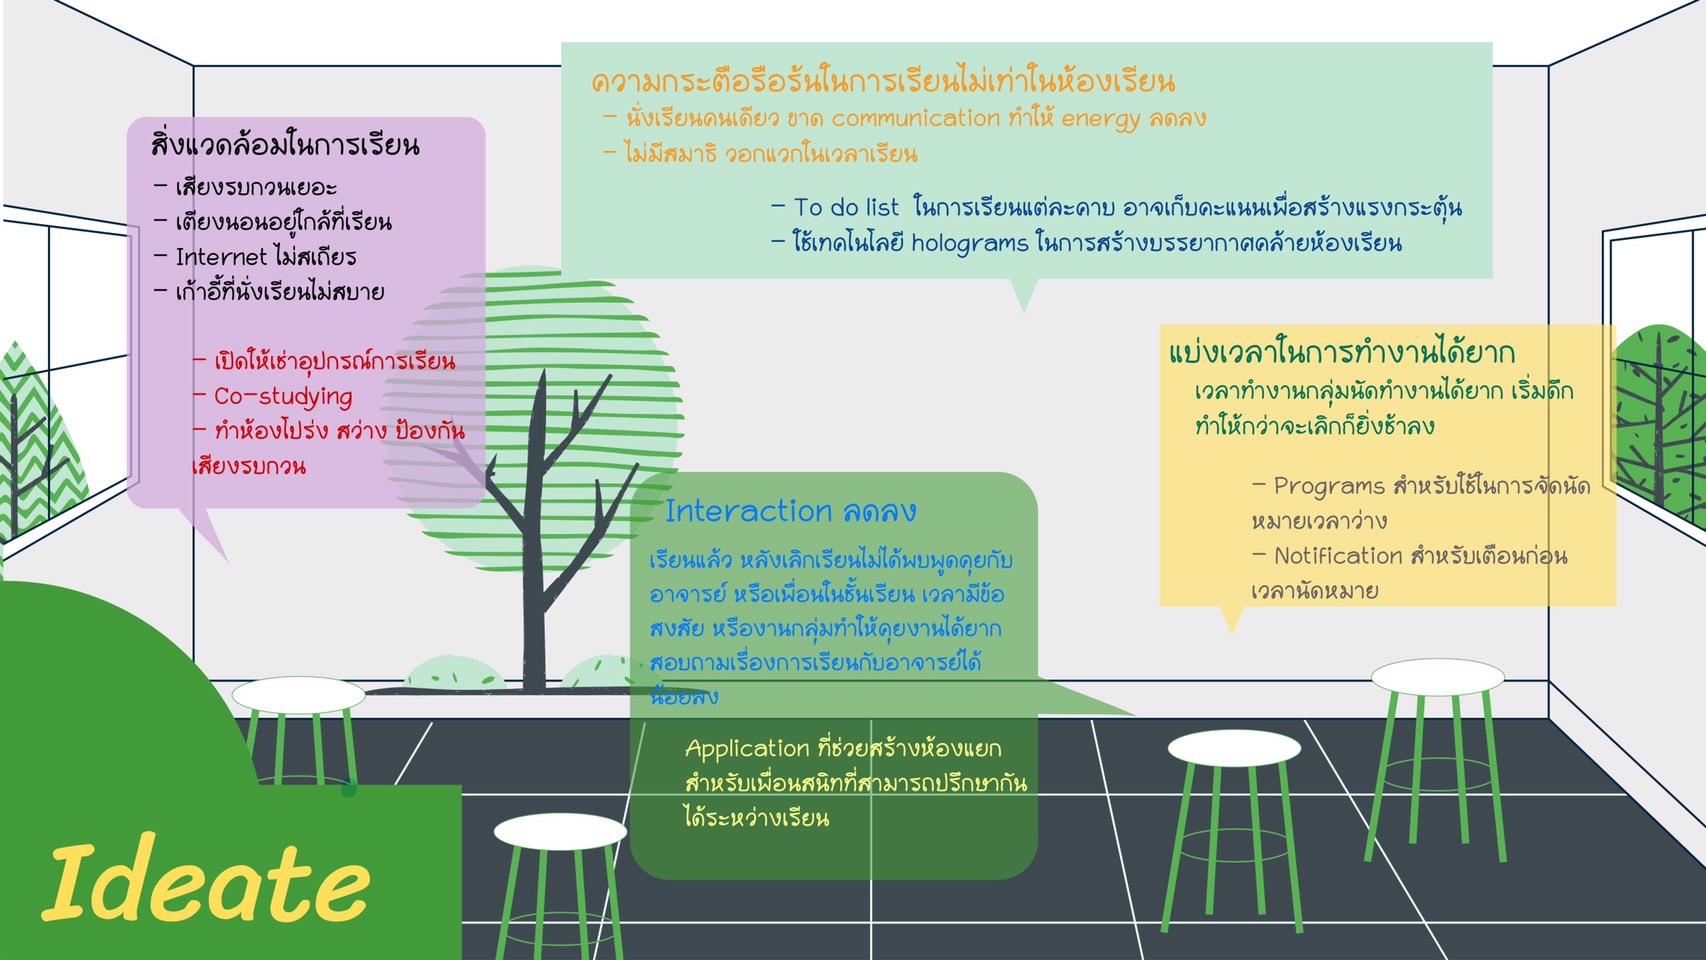 ความกระตือรือร้นในการเรียนไม่เท่าในห้องเรียน
- นั่งเรียนคนเดียว ขาด communication ทำให้ energy ลดลง
- ไม่มีสมาธิ วอกแวกในเวลาเรียน
- To do list ในการเรียนแต่ละคาบ อาจเก็บคะแนนเพื่อสร้างแรงกระตุ้น
- ใช้เทคโนโลยี holograms ในการสร้างบรรยากาศคล้ายห้องเรียน
สิ่งแวดล้อมในการเรียน
- เสียงรบกวนเยอะ
- เตียงนอนอยู่ใกล้ที่เรียน
- Internet ไม่สเถียร
- เก้าอี้ที่นั่งเรียนไม่สบาย
- เปิดให้เช่าอุปกรณ์การเรียน
- Co-studying
- ทำห้องโปร่ง สว่าง ป้องกัน
เสียงรบกวน
แบ่งเวลาในการทำงานได้ยาก
เวลาทำงานกลุ่มนัดทำงานได้ยาก เริ่มดึก
ทำให้กว่าจะเลิกก็ยิ่งช้าลง
- Programs สำหรับใช้ในการจัดนัด
หมายเวลาว่าง
- Notification สำหรับเตือนก่อน
เวลานัดหมาย
Interaction ลดลง
เรียนแล้ว หลังเลิกเรียนไม่ได้พบพูดคุยกับ
อาจารย์ หรือเพื่อนในชั้นเรียน เวลามีข้อ
สงสัย หรืองานกลุ่มทำให้คุยงานได้ยาก
สอบถามเรื่องการเรียนกับอาจารย์ได้
น้อยลง
Application ที่ช่วยสร้างห้องแยก
สำหรับเพื่อนสนิทที่สามารถปรึกษากัน
ได้ระหว่างเรียน
Ideate